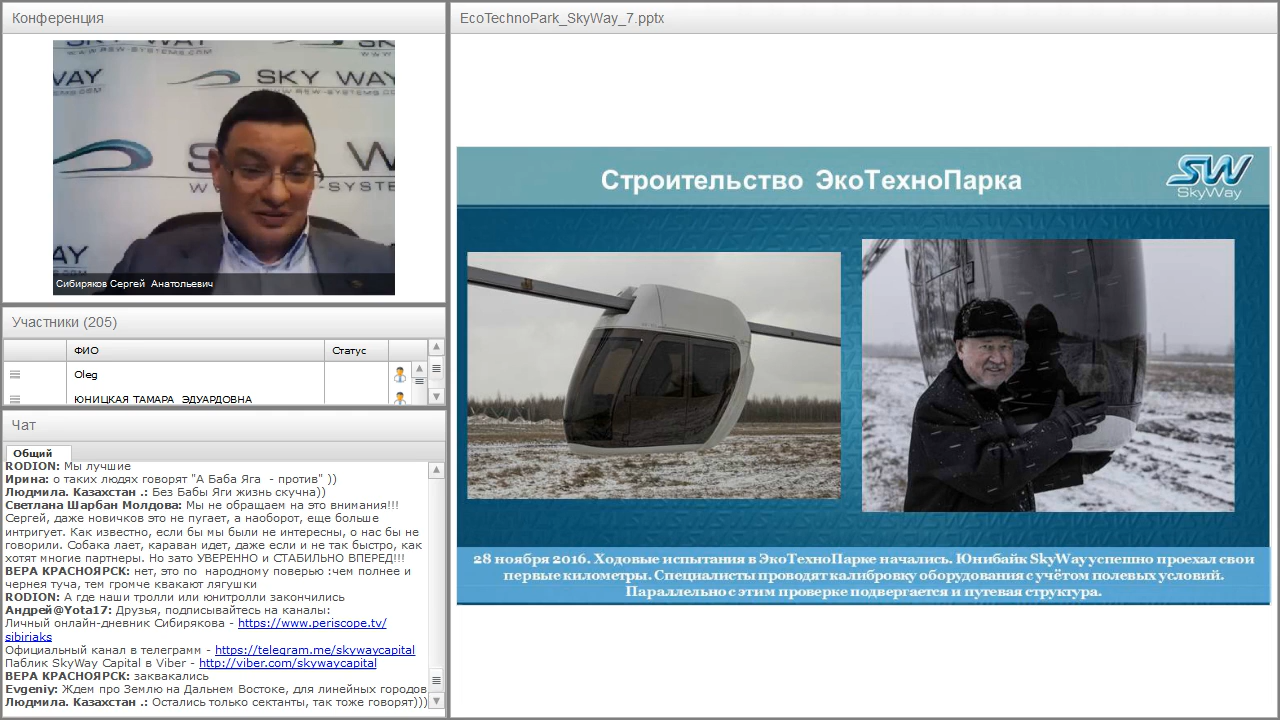 Конференция
WWW.RSW-SYSTEMS.COM
SKY WAY
WAY
S
W
Y WAY
Сибиряков Сергей Анатольевич
Участники (205)
ФИО
Статус
Oleg
ЮНИЦКАЯ ТАМАРА ЭДУАРДОВНА
Чат
Общий
RODION: Мы лучшие
Ирина: о таких людях говорят "А Баба Яга - против" ))
Людмила. Казахстан .: Без Бабы Яги жизнь скучна))
Светлана Шарбан Молдова: Мы не обращаем на это внимания!!!
Сергей, даже новичков это не пугает, а наоборот, еще больше
интригует. Как известно, если бы мы были не интересны, о нас бы не
говорили. Собака лает, караван идет, даже если и не так быстро, как
хотят многие партнеры. Но зато УВЕРЕННО и СТАБИЛЬНО ВПЕРЕД!!!
ВЕРА КРАСНОЯРСК: нет, это по народному поверью :чем полнее и
чернея туча, тем громче квакают лягушки
RODION: А где наши тролли или юнитролли закончились
Андрей@Yota17: Друзья, подписывайтесь на каналы:
Личный онлайн-дневник Сибирякова - https://www.periscope.tv/
sibiriaks
Официальный канал в телеграмм - https://telegram.me/skywaycapital
Паблик SkyWay Capital в Viber - http://viber.com/skywaycapital
ВЕРА КРАСНОЯРСК: заквакались
Evgeniy: Ждем про Землю на Дальнем Востоке, для линейных городов
Людмила. Казахстан .: Остались только сектанты, так тоже говорят)))
EcoTechnoPark_SkyWay_7.pptx
Строительство ЭкоТехноПарка
SW
SkyWay
28 ноября 2016. Ходовые испытания в ЭкоТехноПарке начались. Юнибайк SkyWay успешно проехал свои
первые километры. Специалисты проводят калибровку оборудования с учётом полевых условий.
Параллельно с этим проверке подвергается и путевая структура.